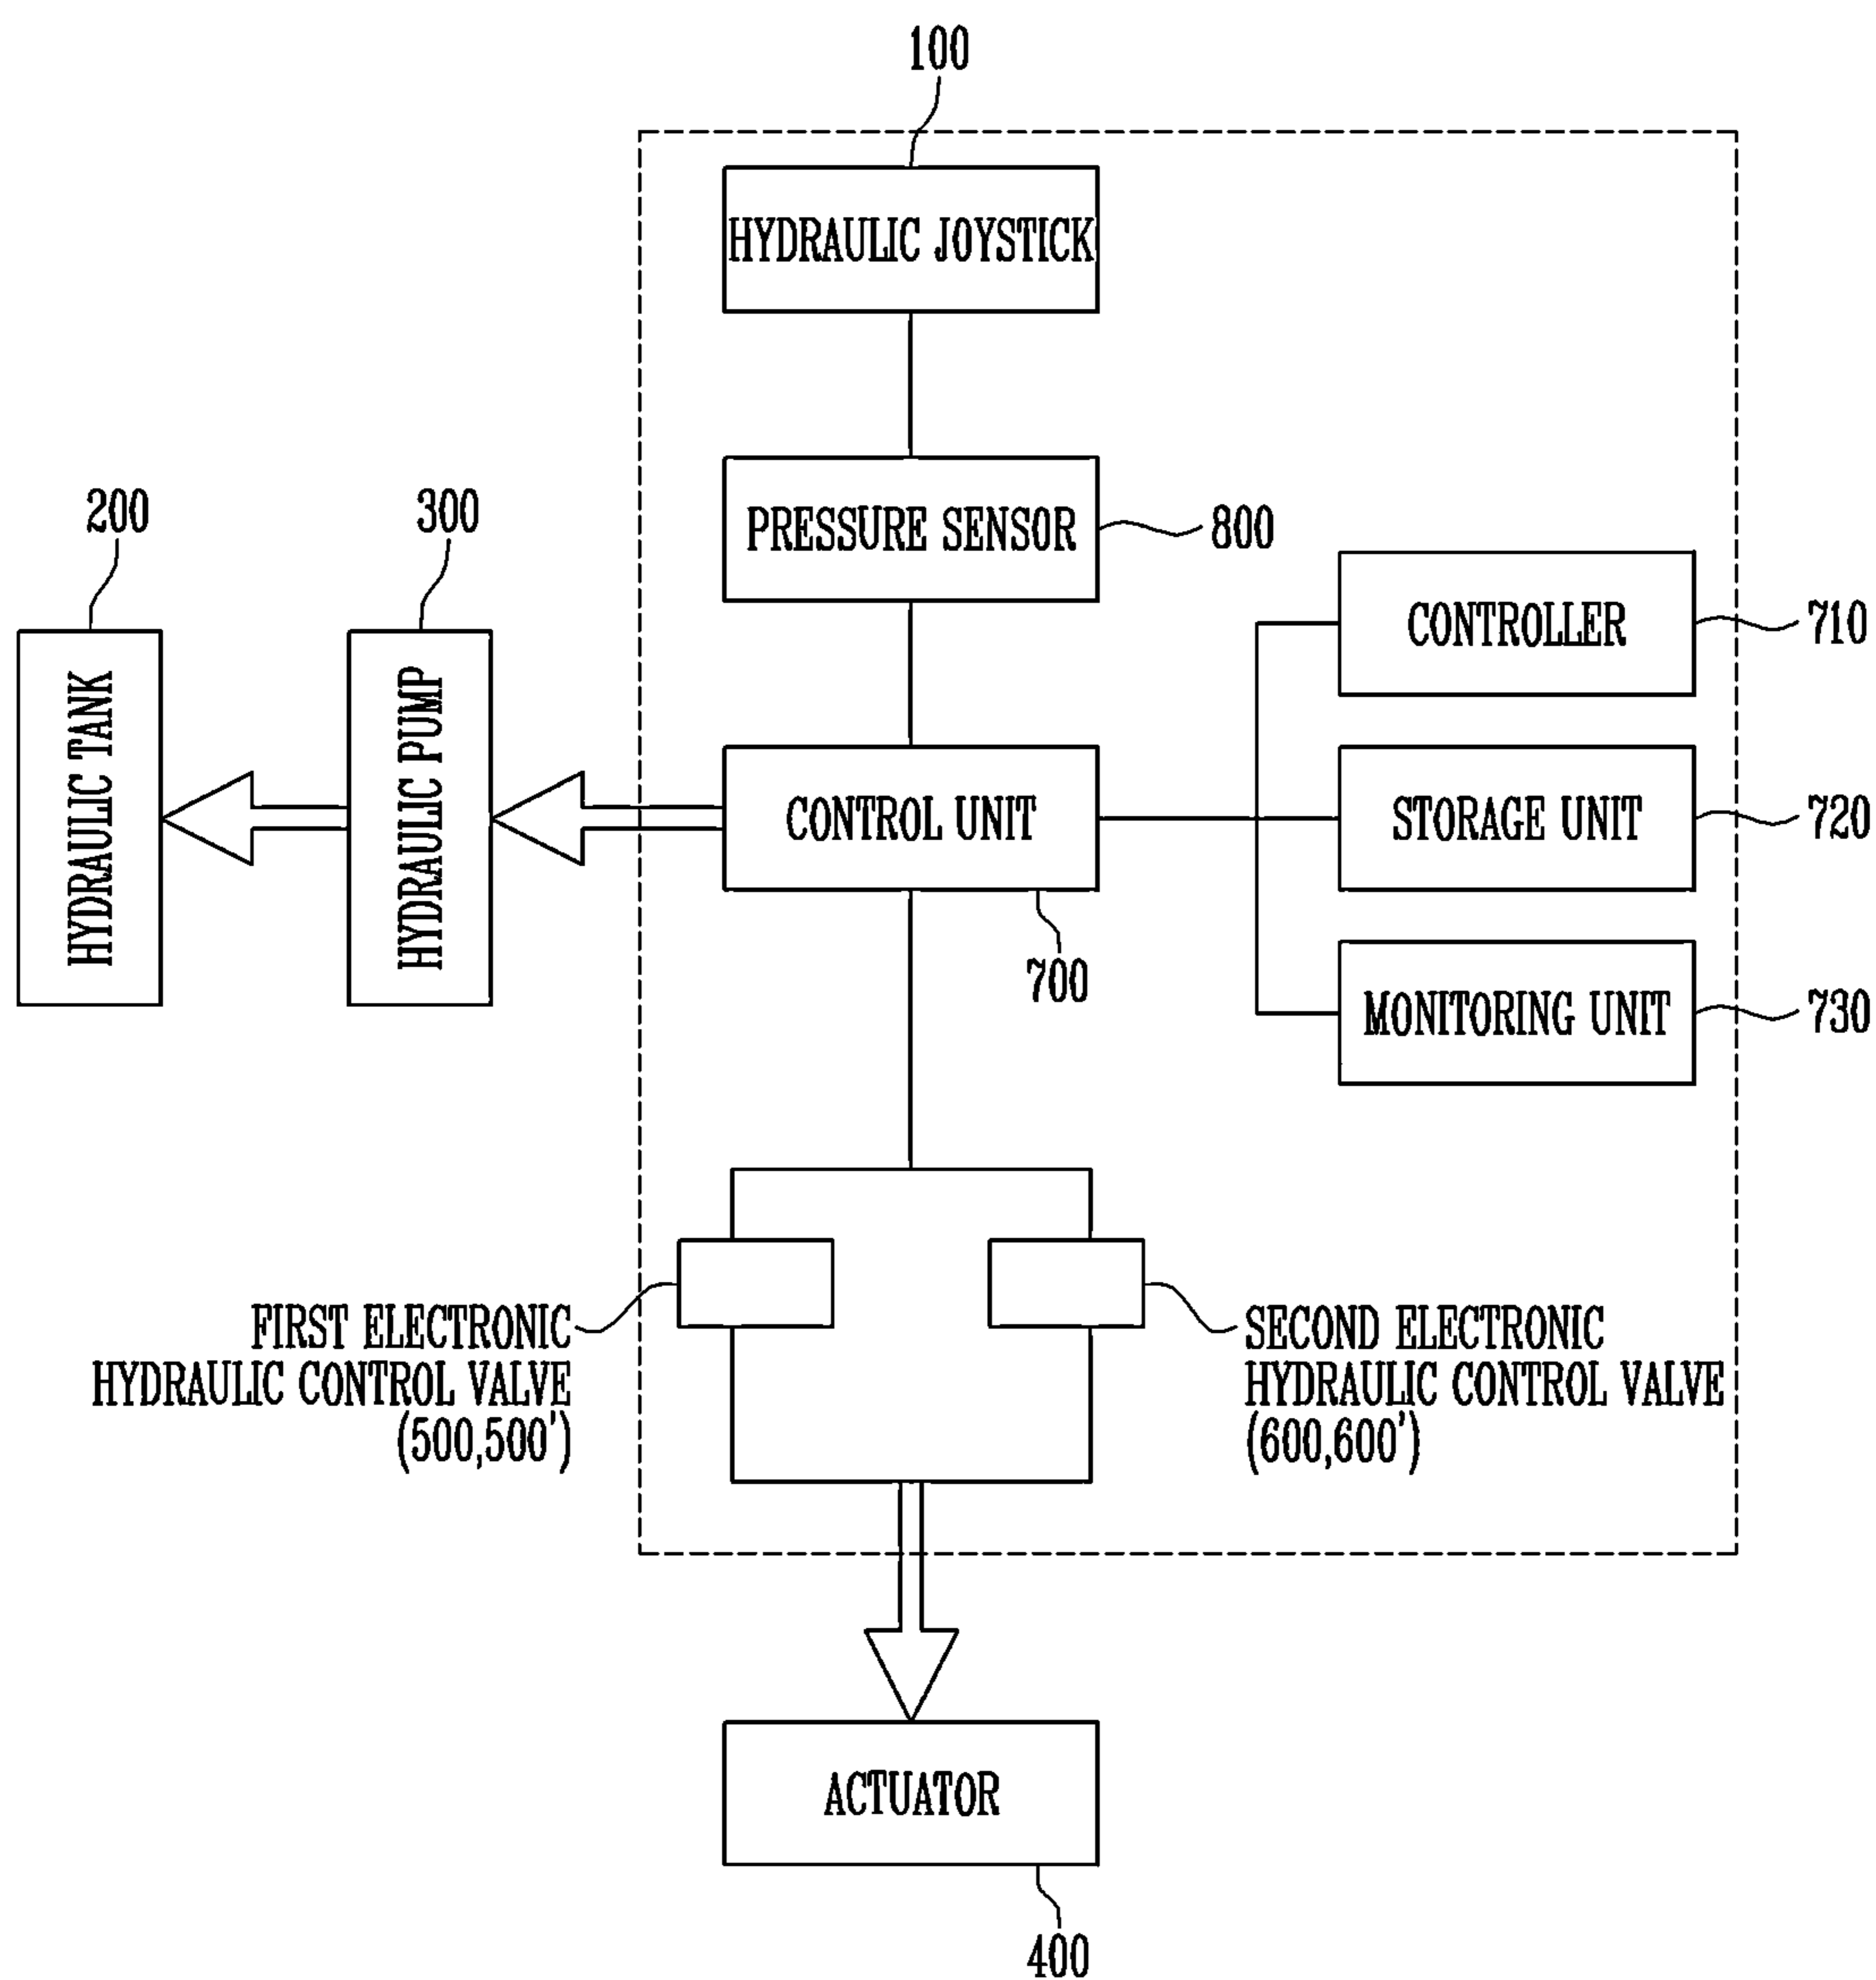 100
HYDRAULIC JOYSTICK
200
300
PRESSURE SENSOR
800
CONTROLLER
710
HYDRAULIC TANK
HYDRAULIC PUMP
CONTROL UNIT
STORAGE UNIT
720
700
MONITORING UNIT
730
FIRST ELECTRONIC
HYDRAULIC CONTROL VALVE
(500,500')
SECOND ELECTRONIC
HYDRAULIC CONTROL VALVE
(600,600')
ACTUATOR
400